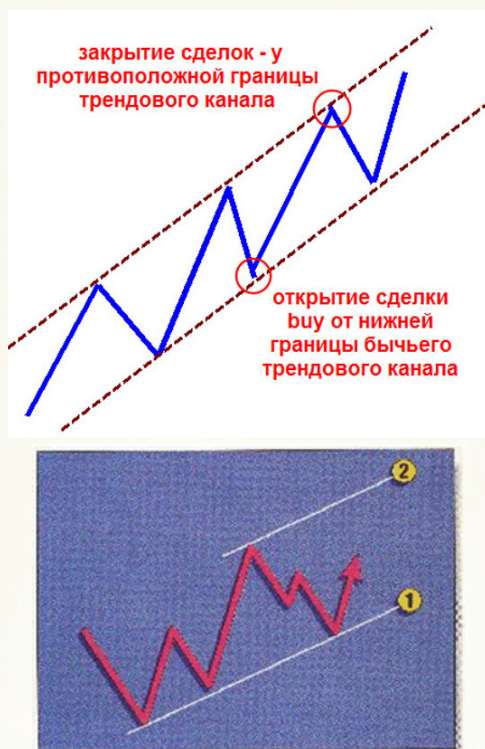 закрытие сделок - у
противоположной границы
трендового канала
открытие сделки
buy от нижней
границы бычьего
трендового канала
2
1